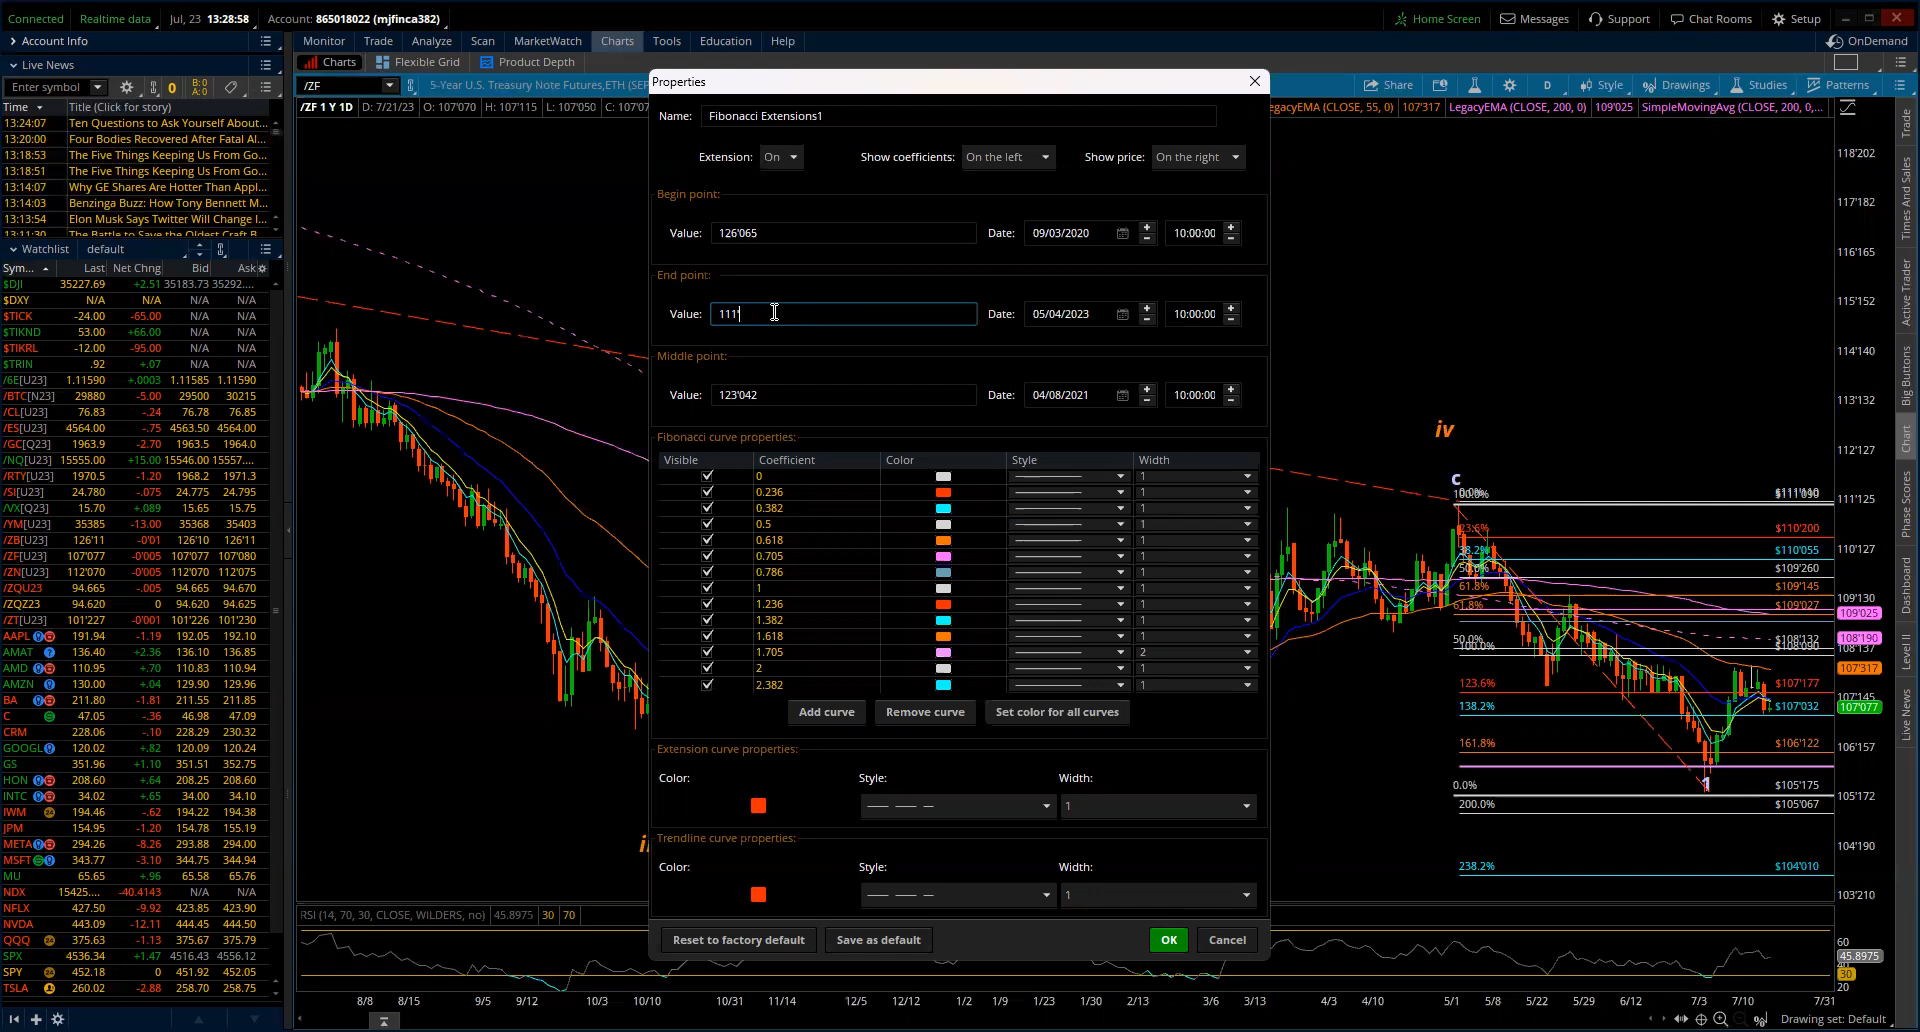 Connected Realtime data Jul, 23 13:28:58 Account: 865018022 (mjfinca382) Home Screen Messages Support Chat Rooms Setup
Account Info Monitor Trade Analyze Scan MarketWatch Charts Tools Education Help OnDemand
Live News Charts Flexible Grid Product Depth
Enter symbol 0 B: 0 A: 0 /ZF 5-Year U.S. Treasury Note Futures,ETH Share D Style Drawings Studies Patterns
Time Title (Click for story) /ZF 1 Y 1D D: 7/21/23 O: 107'070 H: 107'115 L: 107'050 LegacyEMA (CLOSE, 55, 0) 107'317 LegacyEMA (CLOSE, 200, 0) 109'025 SimpleMovingAvg (CLOSE, 200, 0,...
13:24:07 Ten Questions to Ask Yourself About...
13:20:00 Four Bodies Recovered After Fatal Al...
13:18:53 The Five Things Keeping Us From Go...
13:18:51 The Five Things Keeping Us From Go...
13:14:07 Why GE Shares Are Hotter Than Appl...
13:14:03 Benzinga Buzz: How Tony Bennett M...
13:13:54 Elon Musk Says Twitter Will Change I...
Watchlist default
Sym... Last Net Chng Bid Ask
$DJI 35227.69 +2.51 35183.73 35292....
$DXY N/A N/A N/A N/A
$TICK -24.00 -65.00 N/A N/A
$TIKND 53.00 +66.00 N/A N/A
$TIKRL -12.00 -95.00 N/A N/A
$TRIN .92 +.07 N/A N/A
/6E[U23] 1.11590 +.0003 1.11585 1.11590
/BTC[N23] 29880 -5.00 29500 30215
/CL[U23] 76.83 -.24 76.78 76.85
/ES[U23] 4564.00 -.75 4563.50 4564.00
/GC[Q23] 1963.9 -2.70 1963.5 1964.0
/NQ[U23] 15555.00 +15.00 15546.00 15557....
/RTY[U23] 1970.5 -1.20 1968.2 1971.3
/SI[U23] 24.780 -.075 24.775 24.795
/VX[Q23] 15.70 +.089 15.65 15.75
/YM[U23] 35385 -13.00 35368 35403
/ZB[U23] 126'11 -0'01 126'10 126'11
/ZF[U23] 107'077 -0'005 107'077 107'080
/ZN[U23] 112'070 -0'005 112'070 112'075
/ZQU23 94.665 -.005 94.665 94.670
/ZQZ23 94.620 0 94.620 94.625
/ZT[U23] 101'227 -0'001 101'226 101'230
AAPL 191.94 -1.19 192.05 192.10
AMAT 136.40 +2.36 136.10 136.85
AMD 110.95 +.70 110.83 110.94
AMZN 130.00 +.04 129.90 129.96
BA 211.80 -1.81 211.55 211.85
C 47.05 -.36 46.98 47.09
CRM 228.06 -.10 228.29 230.32
GOOGL 120.02 +.82 120.09 120.24
GS 351.96 +1.10 351.51 352.75
HON 208.60 +.64 208.25 208.60
INTC 34.02 +.65 34.00 34.10
IWM 194.46 -.62 194.22 194.38
JPM 154.95 -1.20 154.78 155.19
META 294.26 -8.26 293.88 294.00
MSFT 343.77 -3.10 344.75 344.94
MU 65.65 +.96 65.58 65.76
NDX 15425.... -40.4143 N/A N/A
NFLX 427.50 -9.92 423.85 423.90
NVDA 443.09 -12.11 444.45 444.50
QQQ 375.63 -1.13 375.67 375.79
SPX 4536.34 +1.47 4516.43 4556.12
SPY 452.18 0 451.92 452.05
TSLA 260.02 -2.88 258.70 258.75
Properties
Name: Fibonacci Extensions1
Extension: On Show coefficients: On the left Show price: On the right
Begin point:
Value: 126'065 Date: 09/03/2020 10:00:00
End point:
Value: 111' Date: 05/04/2023 10:00:00
Middle point:
Value: 123'042 Date: 04/08/2021 10:00:00
Fibonacci curve properties:
Visible Coefficient Color Style Width
0 1
0.236 1
0.382 1
0.5 1
0.618 1
0.705 1
0.786 1
1 1
1.236 1
1.382 1
1.618 1
1.705 2
2 1
2.382 1
Add curve Remove curve Set color for all curves
Extension curve properties:
Color: Style: Width:
1
Trendline curve properties:
Color: Style: Width:
1
Reset to factory default Save as default OK Cancel
iv
c
100.0%
23.6% $110'200
38.2% $110'055
50.0% $109'260
61.8% $109'145
61.8% $109'027
50.0% $108'132
100.0% $108'090
123.6% $107'177
138.2% $107'032
161.8% $106'122
1
0.0% $105'175
200.0% $105'067
238.2% $104'010
118'202
117'182
116'165
115'152
114'140
113'132
112'127
111'125
110'127
109'130
109'025
108'190
108'137
107'317
107'145
107'077
106'157
105'172
104'190
103'210
RSI (14, 70, 30, CLOSE, WILDERS, no) 45.8975 30 70
60
45.8975
30
20
8/8 8/15 9/5 9/12 10/3 10/10 10/31 11/14 12/5 12/12 1/2 1/9 1/23 1/30 2/13 3/6 3/13 4/3 4/10 5/1 5/8 5/22 5/29 6/12 7/3 7/10 7/31
Drawing set: Default
Trade
Times And Sales
Active Trader
Big Buttons
Chart
Phase Scores
Dashboard
Level II
Live News